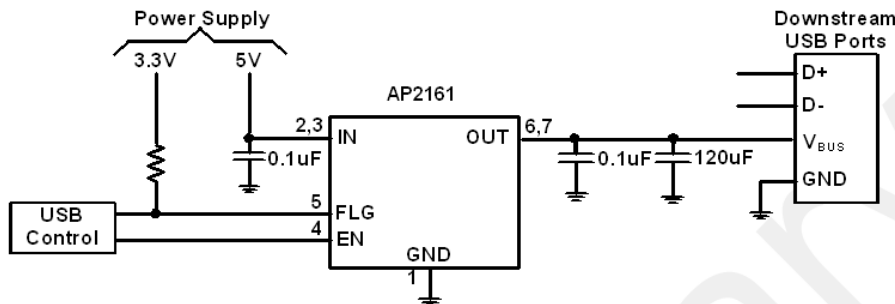 Power Supply
3.3V
5V
Downstream
USB Ports
D+
D-
VBUS
GND
AP2161
2,3
IN
OUT
6,7
0.1uF
0.1uF
120uF
5
FLG
4
EN
GND
1
USB
Control